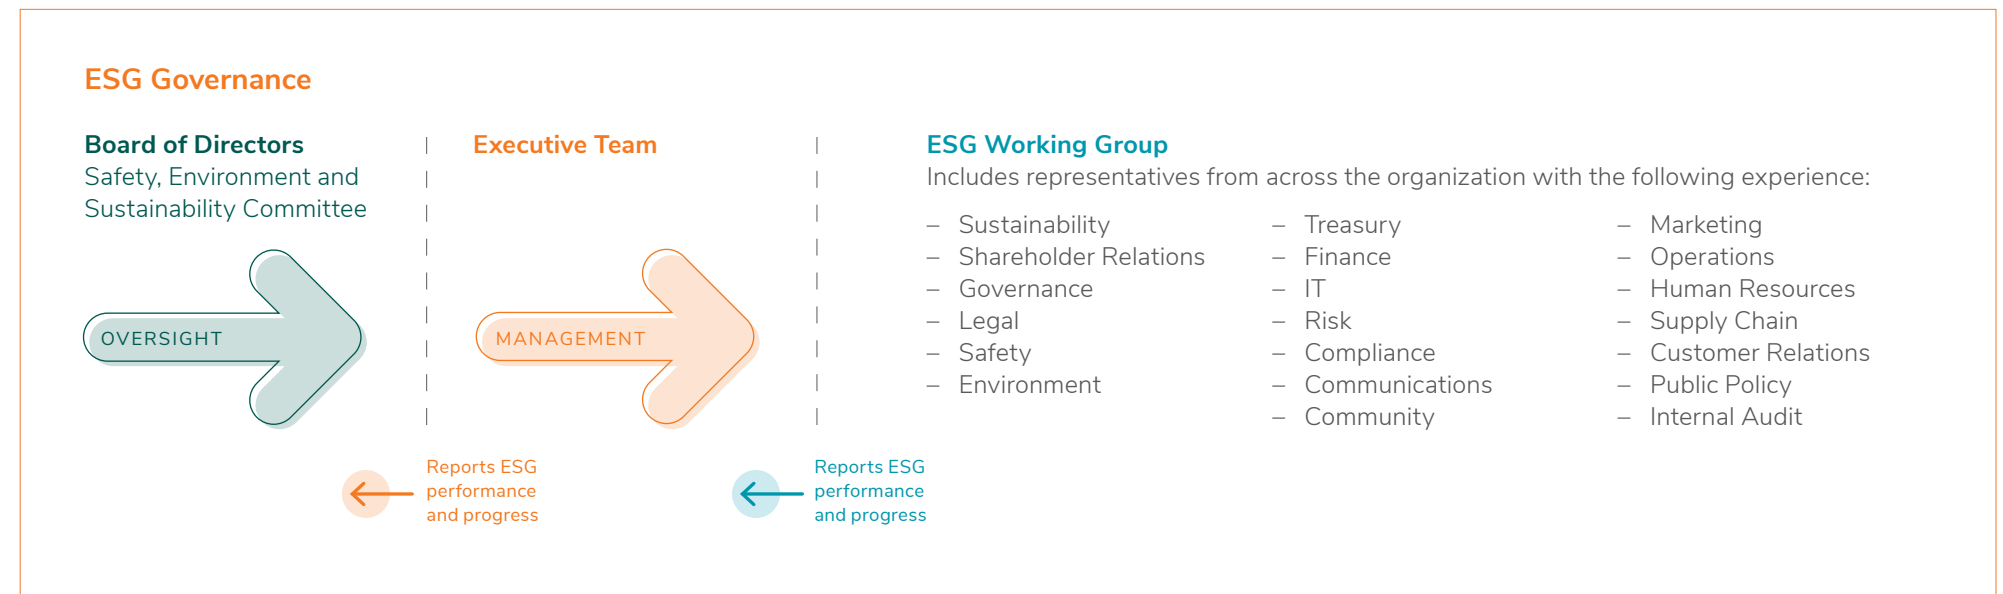 ESG Governance
Board of Directors
Safety, Environment and
Sustainability Committee
OVERSIGHT
Executive Team
MANAGEMENT
ESG Working Group
Includes representatives from across the organization with the following experience:
– Sustainability
– Shareholder Relations
– Governance
– Legal
– Safety
– Environment
– Treasury
– Finance
– IT
– Risk
– Compliance
– Communications
– Community
– Marketing
– Operations
– Human Resources
– Supply Chain
– Customer Relations
– Public Policy
– Internal Audit
Reports ESG
performance
and progress
Reports ESG
performance
and progress